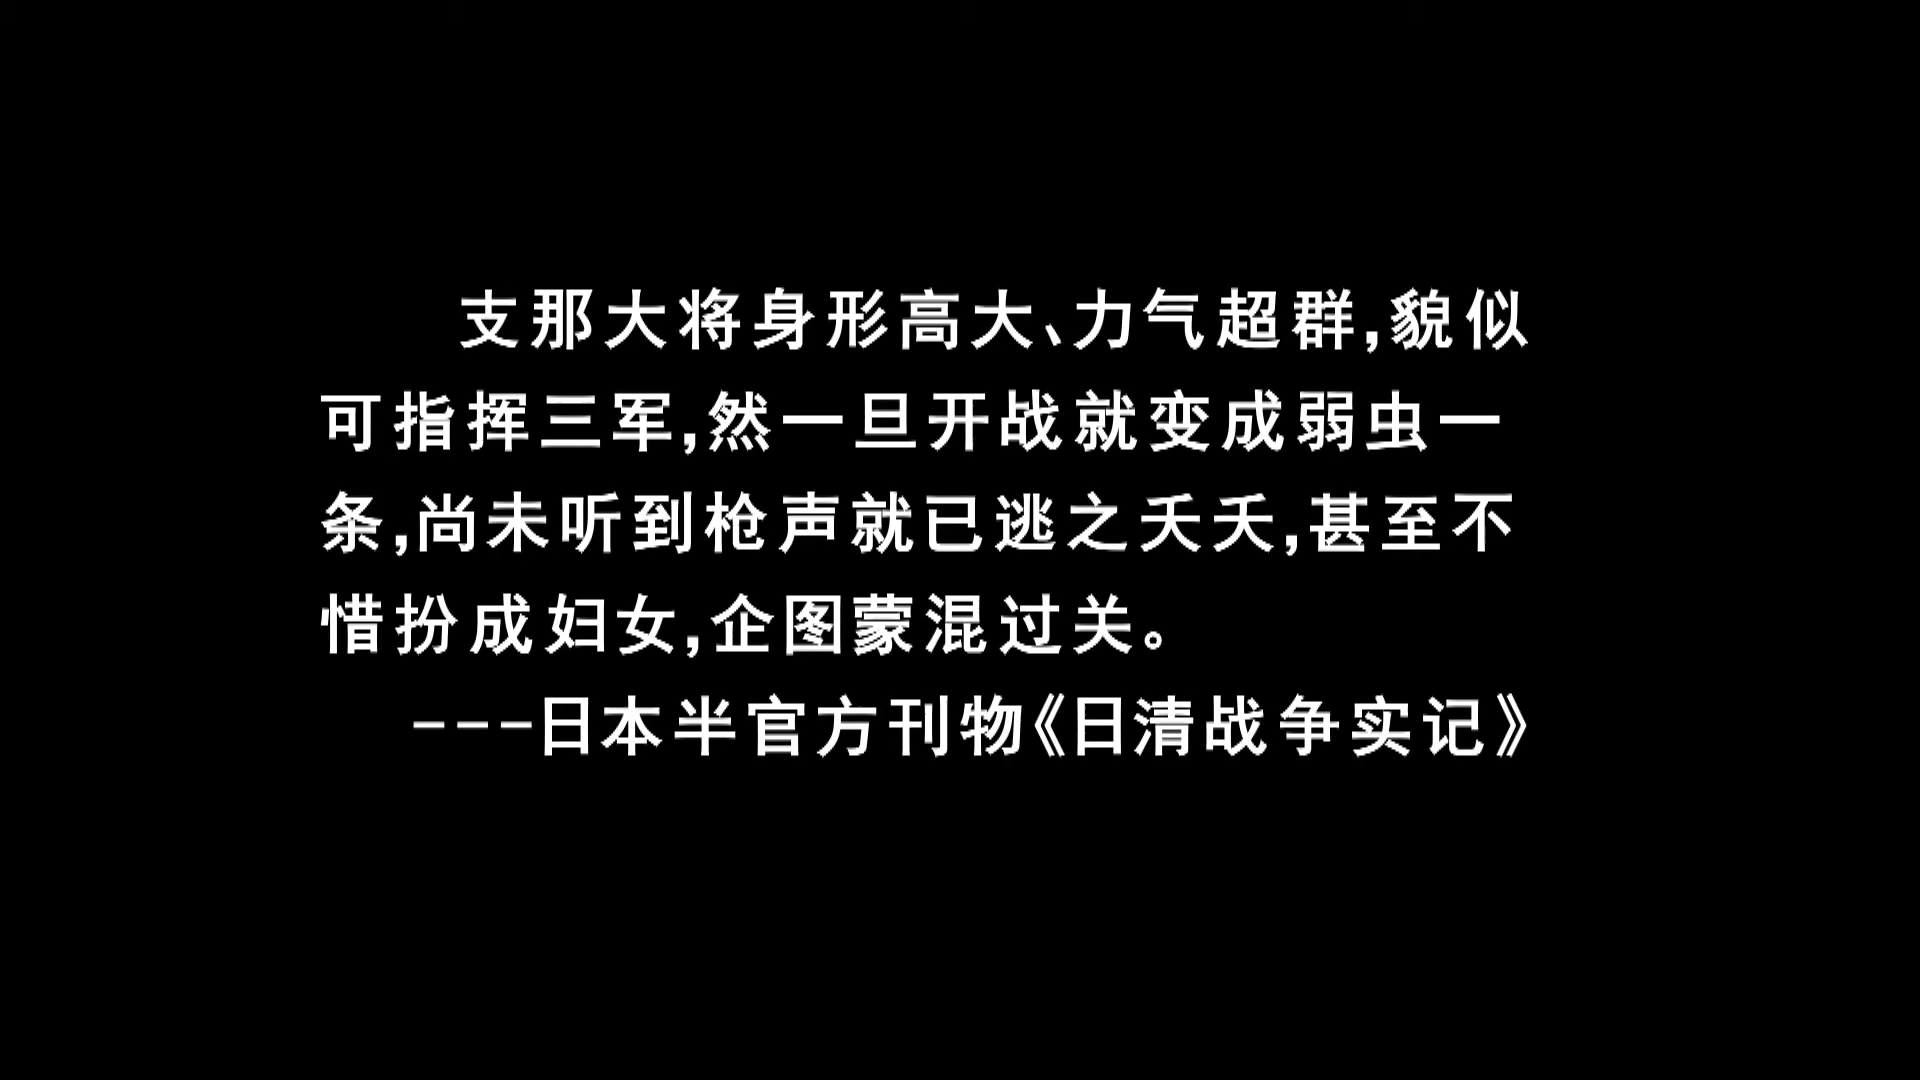 支那大将身形高大、力气超群,貌似
可指挥三军,然一旦开战就变成弱虫一
条,尚未听到枪声就已逃之夭夭,甚至不
惜扮成妇女,企图蒙混过关。
---日本半官方刊物《日清战争实记》